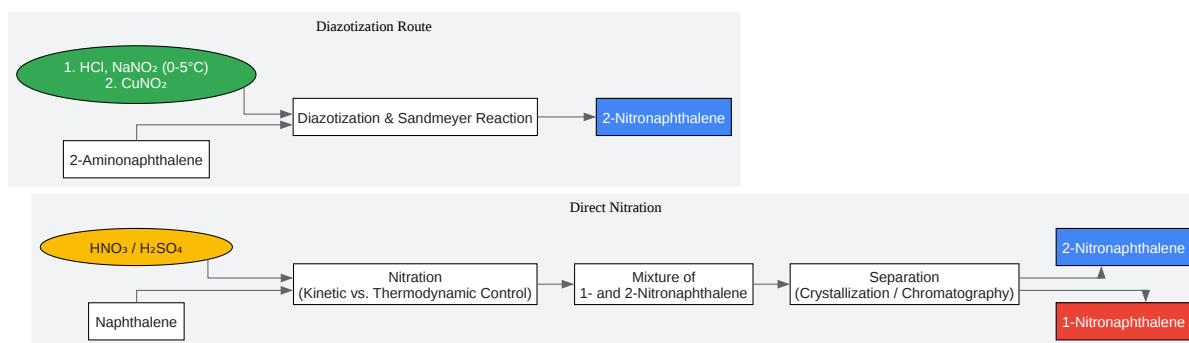 Diazotization Route
1. HCl, NaNO₂ (0-5°C)
2. CuNO₂
Diazotization & Sandmeyer Reaction
2-Nitronaphthalene
2-Aminonaphthalene
Direct Nitration
HNO₃ / H₂SO₄
Naphthalene
Nitration
(Kinetic vs. Thermodynamic Control)
Mixture of
1- and 2-Nitronaphthalene
Separation
(Crystallization / Chromatography)
2-Nitronaphthalene
1-Nitronaphthalene